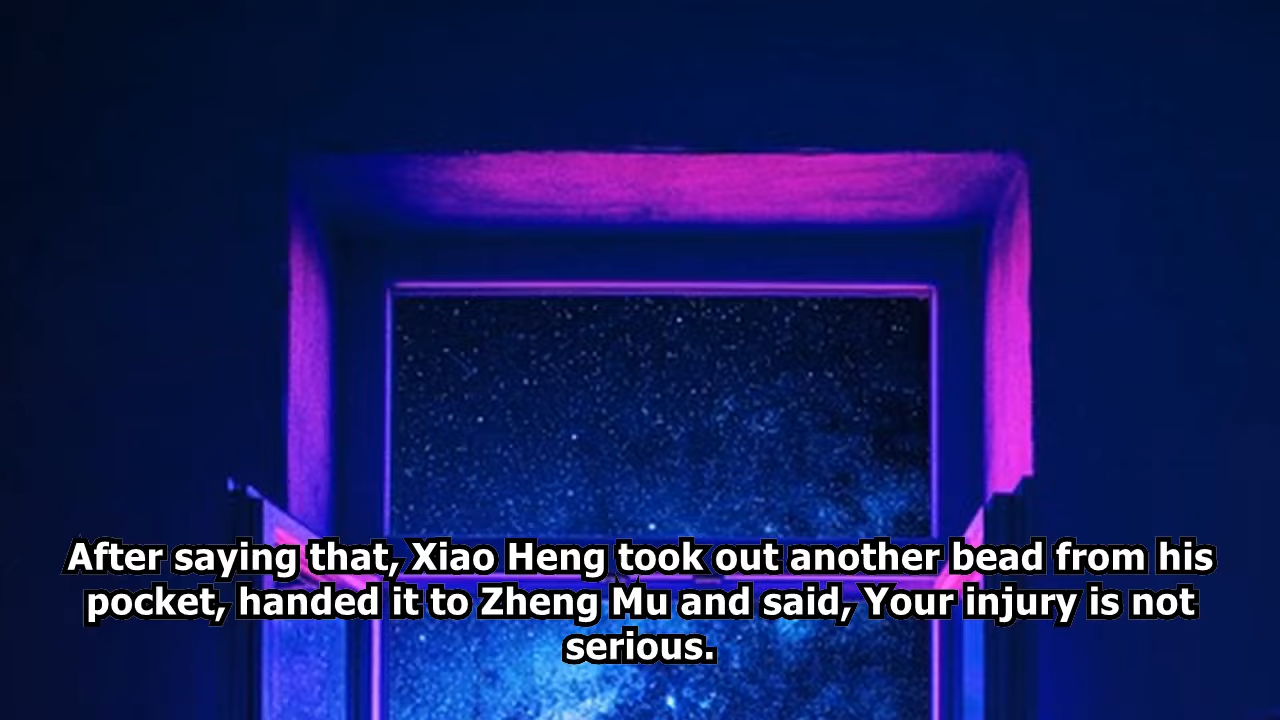 After saying that, Xiao Heng took out another bead from his
pocket, handed it to Zheng Mu and said, Your injury is not
serious.